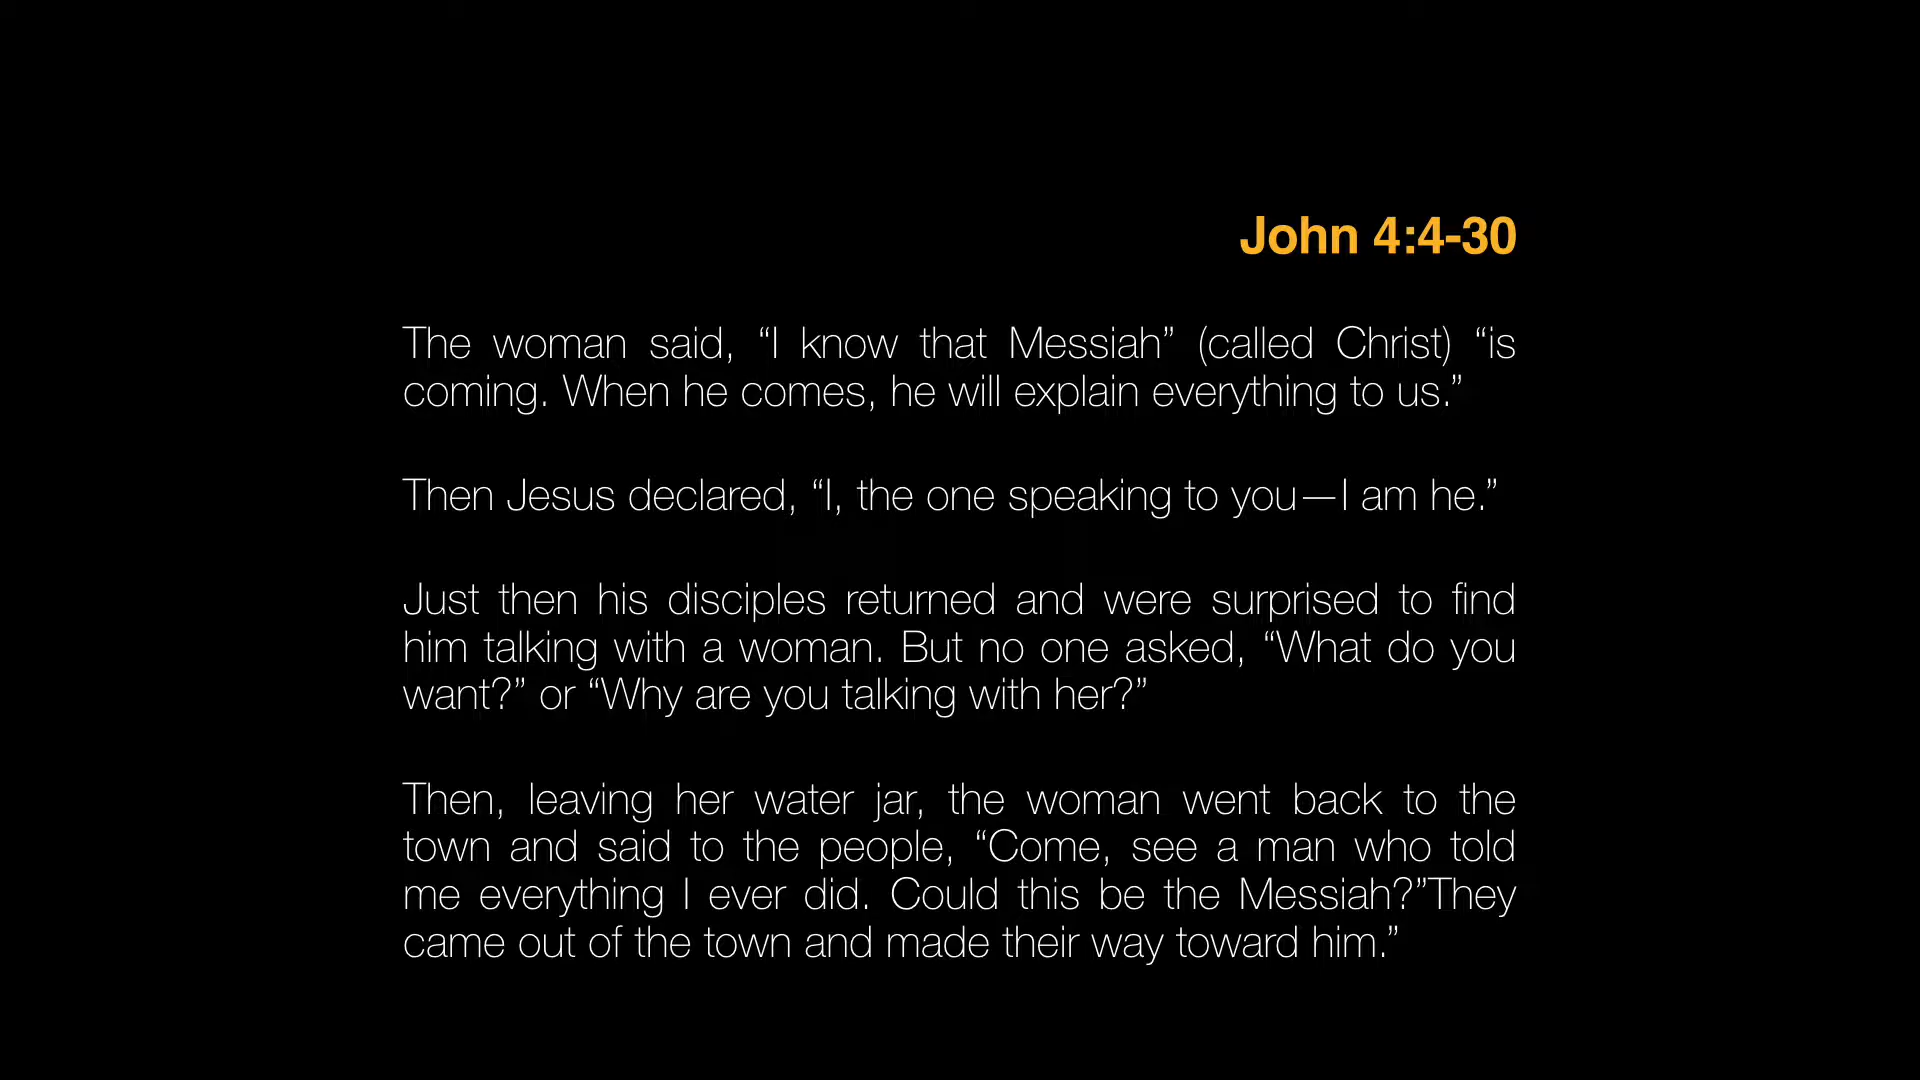 John 4:4-30
The woman said, “I know that Messiah” (called Christ) “is
coming. When he comes, he will explain everything to us.”
Then Jesus declared, “I, the one speaking to you—I am he.”
Just then his disciples returned and were surprised to find
him talking with a woman. But no one asked, “What do you
want?” or “Why are you talking with her?”
Then, leaving her water jar, the woman went back to the
town and said to the people, “Come, see a man who told
me everything I ever did. Could this be the Messiah?”They
came out of the town and made their way toward him.”